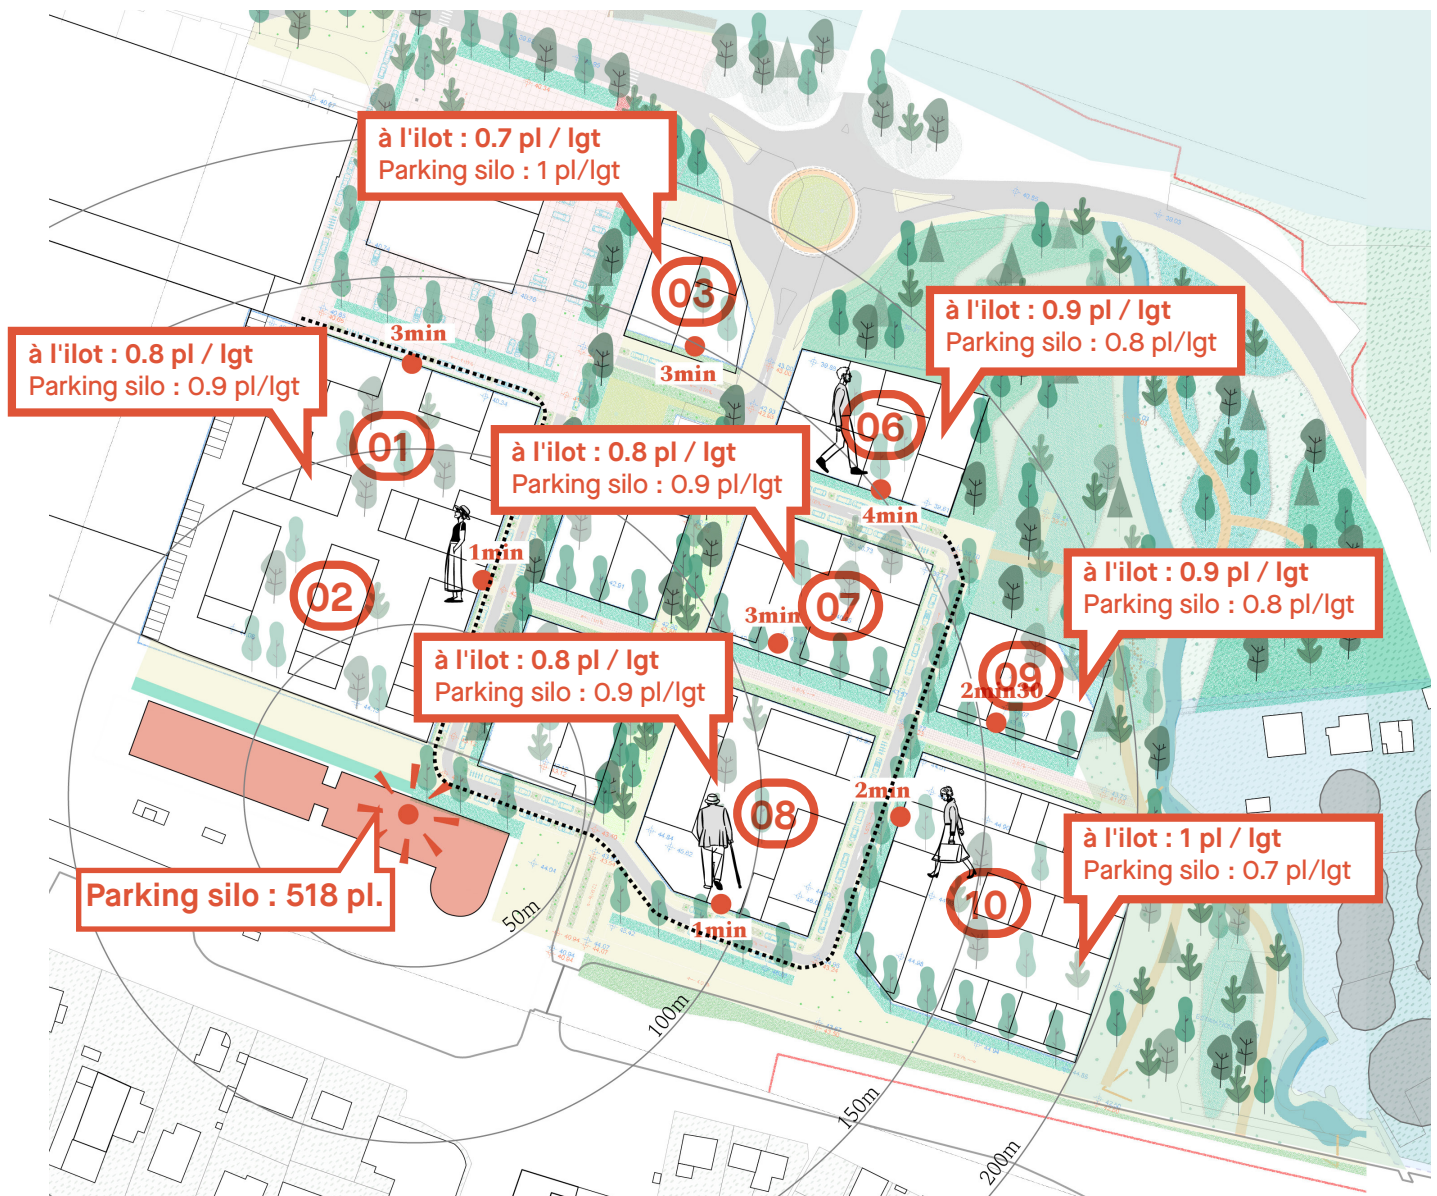 à l'ilot : 0.7 pl / lgt
Parking silo : 1 pl/lgt
03
3min
à l'ilot : 0.9 pl / lgt
Parking silo : 0.8 pl/lgt
06
4min
3min
à l'ilot : 0.8 pl / lgt
Parking silo : 0.9 pl/lgt
01
à l'ilot : 0.8 pl / lgt
Parking silo : 0.9 pl/lgt
07
3min
1min
02
à l'ilot : 0.9 pl / lgt
Parking silo : 0.8 pl/lgt
09
2min30
à l'ilot : 0.8 pl / lgt
Parking silo : 0.9 pl/lgt
08
1min
2min
à l'ilot : 1 pl / lgt
Parking silo : 0.7 pl/lgt
10
Parking silo : 518 pl.
50m
100m
150m
200m